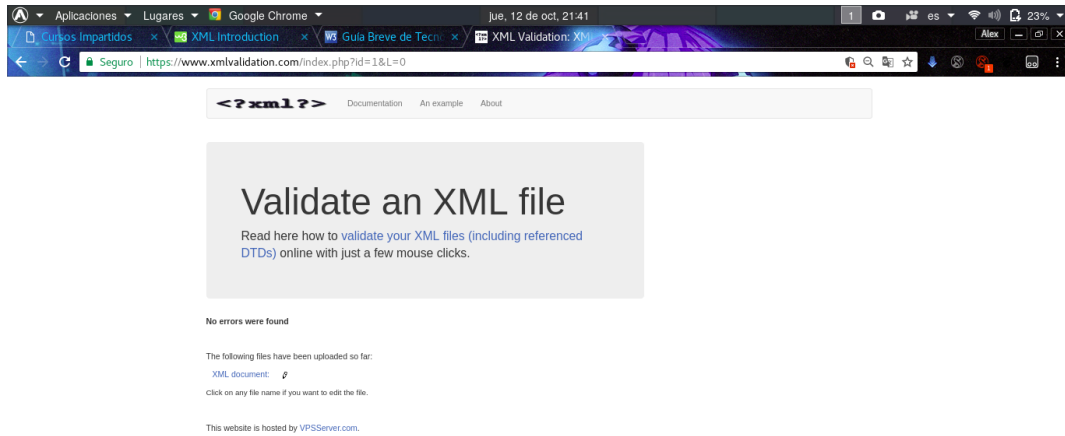 Aplicaciones Lugares Google Chrome jue, 12 de oct, 21:41 1 es 23%
Cursos Impartidos × XML Introduction × W3 Guía Breve de Tecn × XML Validation: XM × Alex
Seguro https://www.xmlvalidation.com/index.php?id=1&L=0
<?xml?> Documentation An example About
Validate an XML file
Read here how to validate your XML files (including referenced
DTDs) online with just a few mouse clicks.
No errors were found
The following files have been uploaded so far:
XML document:
Click on any file name if you want to edit the file.
This website is hosted by VPSServer.com.